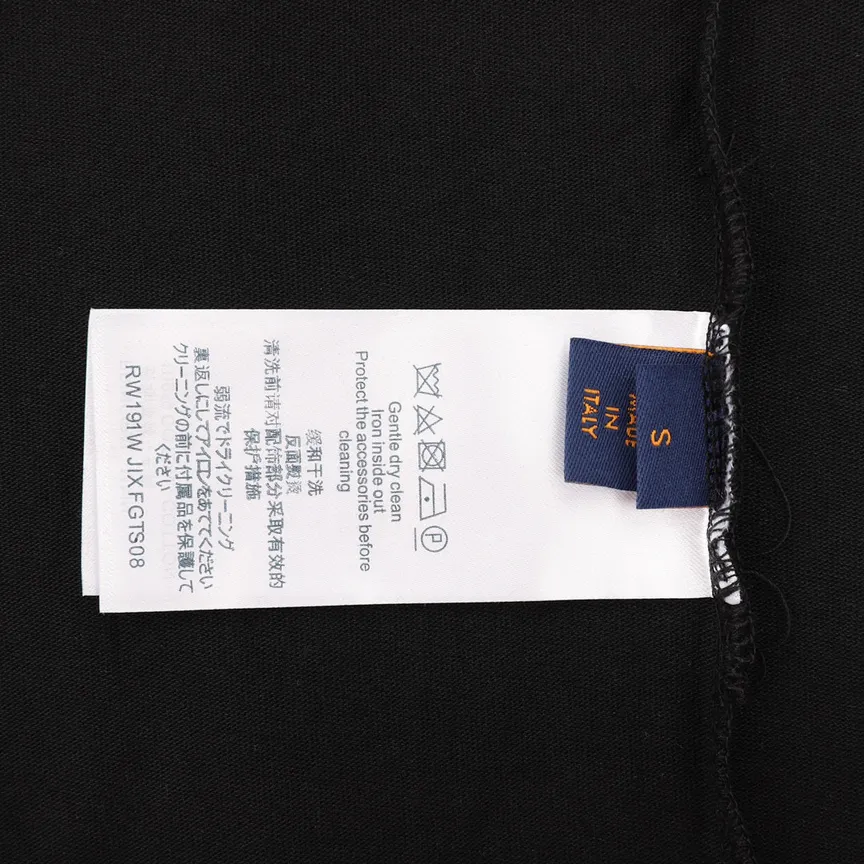 S
MADE
IN
ITALY
Gentle dry clean
Iron inside out
Protect the accessories before
cleaning
缓和干洗
反面熨烫
清洗前请对配饰部分采取有效的
保护措施
弱流でドライクリーニング
裏返しにしてアイロンをあててください
クリーニングの前に付属品を保護して
ください
RW191W JIX FGTS08